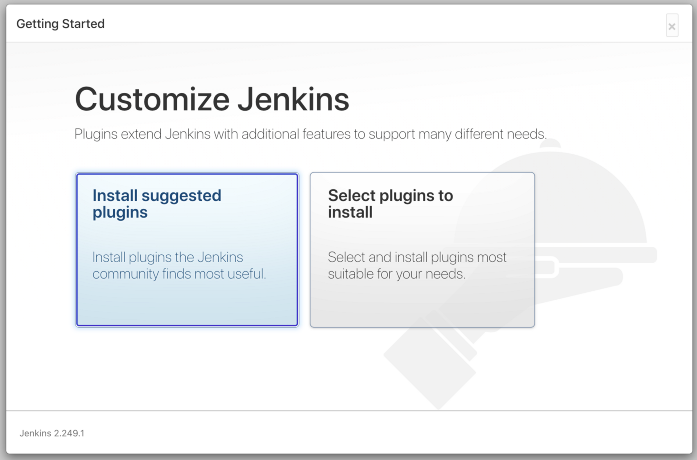 Getting Started
×
Customize Jenkins
Plugins extend Jenkins with additional features to support many different needs.
Install suggested
plugins
Install plugins the Jenkins
community finds most useful.
Select plugins to
install
Select and install plugins most
suitable for your needs.
Jenkins 2.249.1